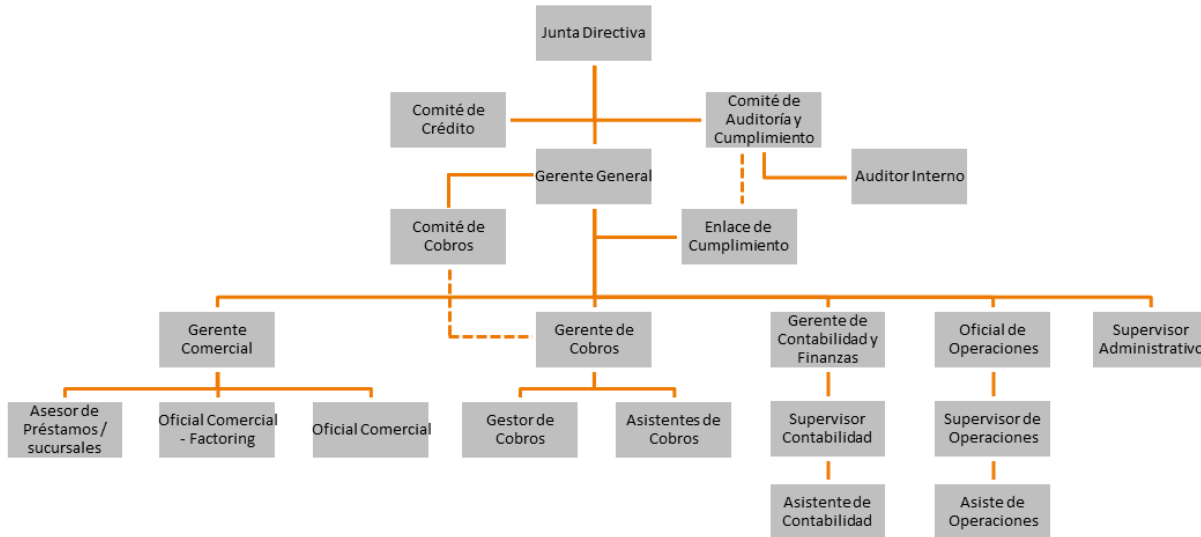 Junta Directiva
Comité de
Crédito
Comité de
Auditoría y
Cumplimiento
Gerente General
Auditor Interno
Comité de
Cobros
Enlace de
Cumplimiento
Gerente
Comercial
Gerente de
Cobros
Gerente de
Contabilidad y
Finanzas
Oficial de
Operaciones
Supervisor
Administrativo
Asesor de
Préstamos /
sucursales
Oficial Comercial
- Factoring
Oficial Comercial
Gestor de
Cobros
Asistentes de
Cobros
Supervisor
Contabilidad
Supervisor de
Operaciones
Asistente de
Contabilidad
Asiste de
Operaciones